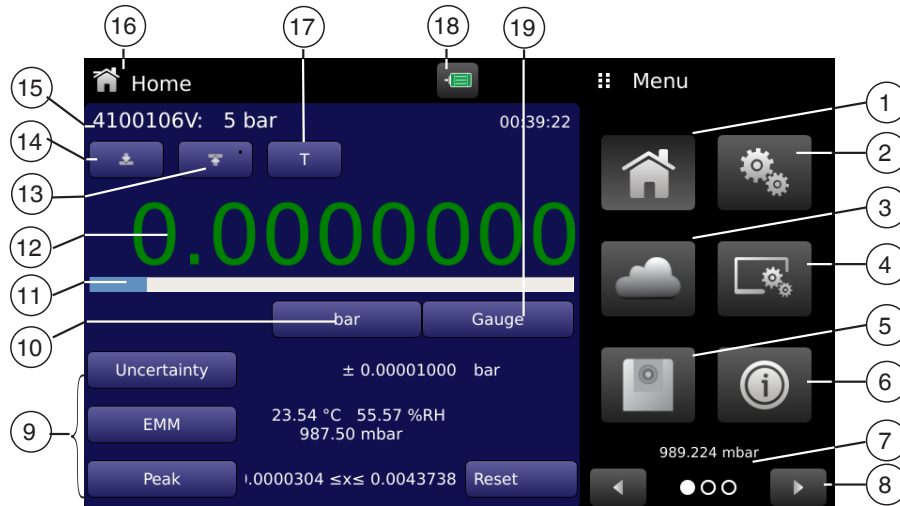 16
17
18
19
Home
Menu
15
4100106V: 5 bar
00:39:22
1
14
T
2
13
3
12
0.0000000
4
11
10
bar
Gauge
5
Uncertainty
± 0.00001000 bar
6
9
EMM
23.54 °C 55.57 %RH
987.50 mbar
7
989.224 mbar
Peak
.0000304 ≤x≤ 0.0043738
Reset
8